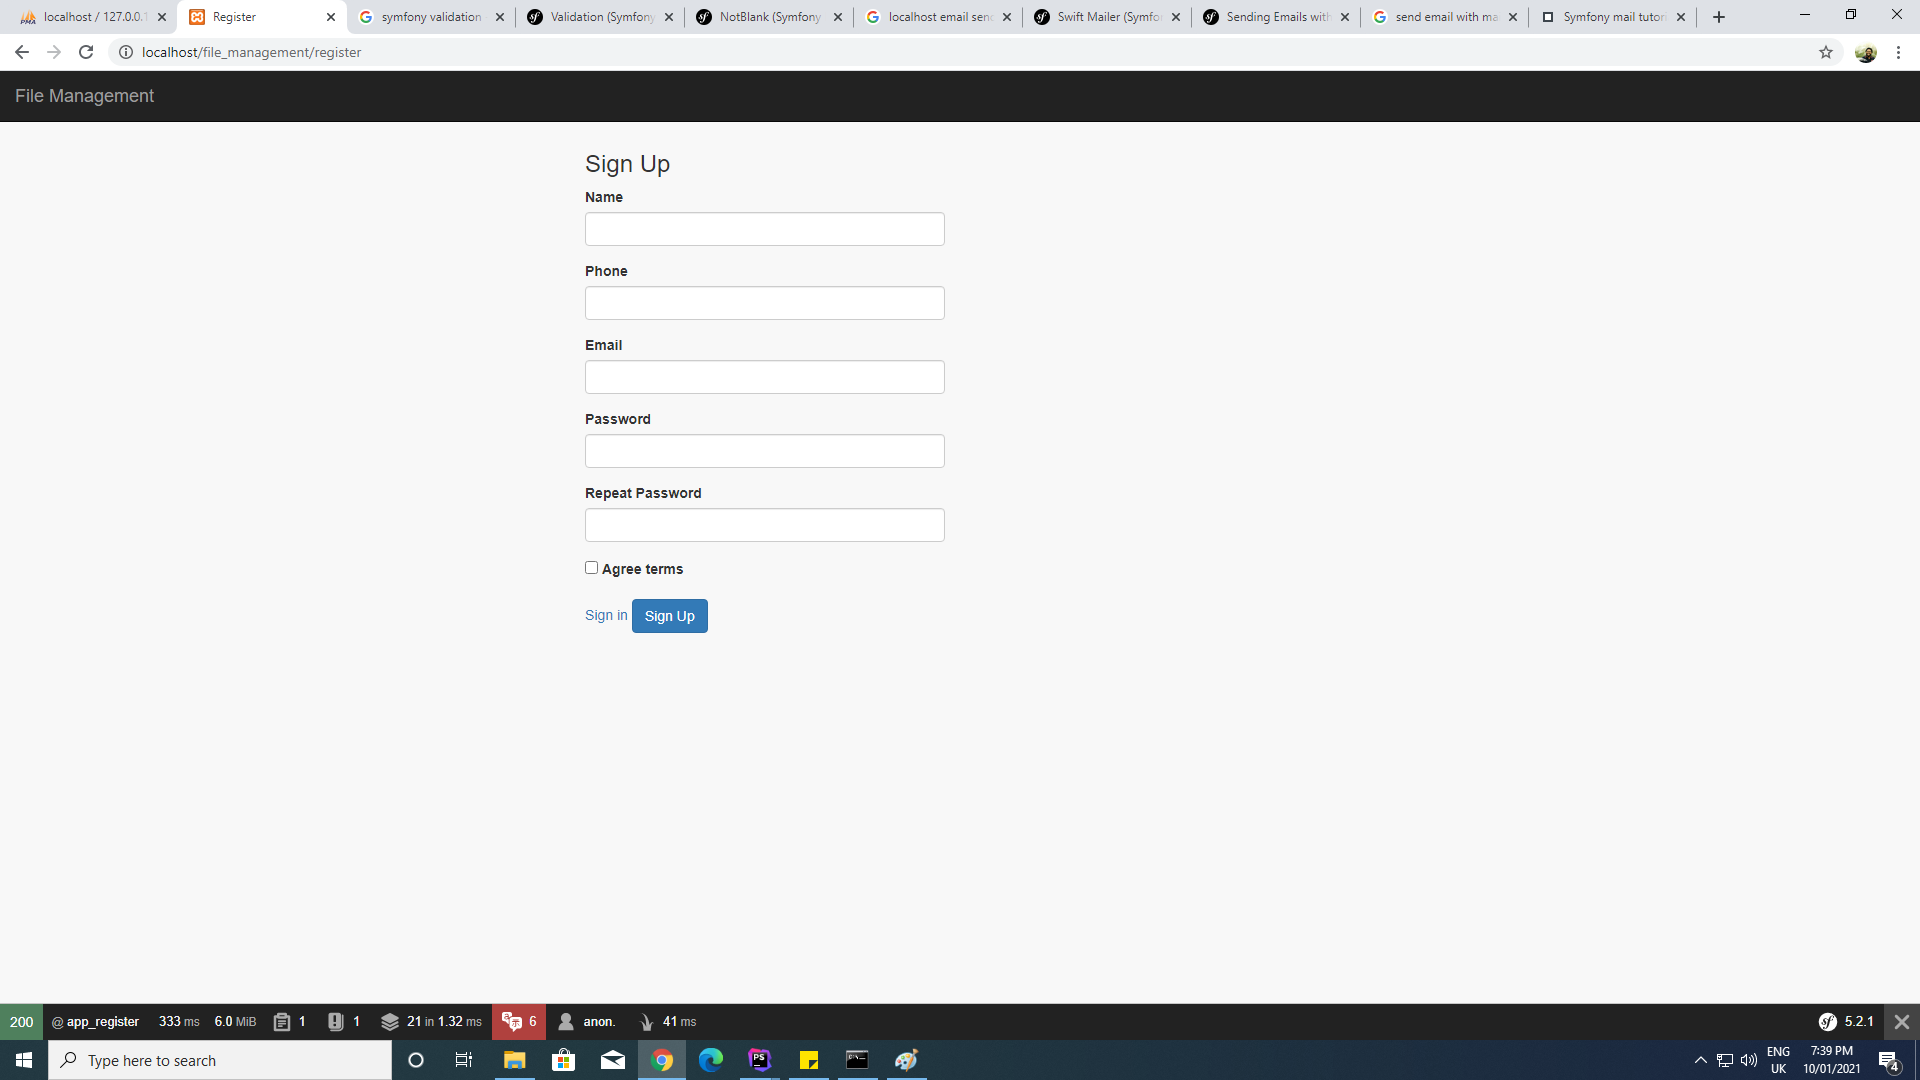 localhost / 127.0.0.1
Register
symfony validation
Validation (Symfony
NotBlank (Symfony
localhost email send
Swift Mailer (Symfo
Sending Emails with
send email with ma
Symfony mail tutori
localhost/file_management/register
File Management
Sign Up
Name
Phone
Email
Password
Repeat Password
Agree terms
Sign in Sign Up
200 @ app_register 333 ms 6.0 MiB 1 1 21 in 1.32 ms 6 anon. 41 ms sf 5.2.1
Type here to search
PS
ENG
UK
7:39 PM
10/01/2021
4